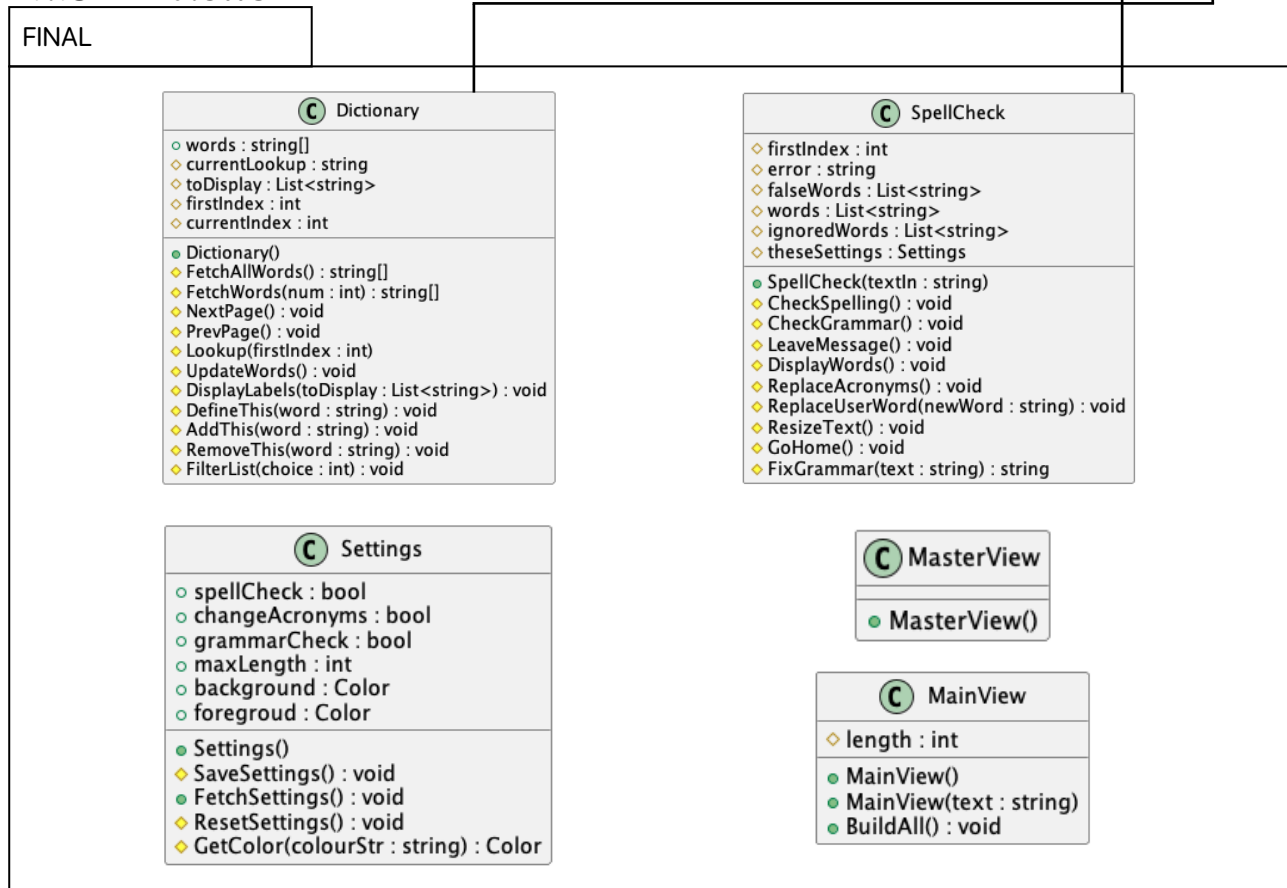 FINAL
C Dictionary
words : string[]
currentLookup : string
toDisplay : List<string>
firstIndex : int
currentIndex : int
Dictionary()
FetchAllWords() : string[]
FetchWords(num : int) : string[]
NextPage() : void
PrevPage() : void
Lookup(firstIndex : int)
UpdateWords() : void
DisplayLabels(toDisplay : List<string>) : void
DefineThis(word : string) : void
AddThis(word : string) : void
RemoveThis(word : string) : void
FilterList(choice : int) : void
C SpellCheck
firstIndex : int
error : string
falseWords : List<string>
words : List<string>
ignoredWords : List<string>
theseSettings : Settings
SpellCheck(textIn : string)
CheckSpelling() : void
CheckGrammar() : void
LeaveMessage() : void
DisplayWords() : void
ReplaceAcronyms() : void
ReplaceUserWord(newWord : string) : void
ResizeText() : void
GoHome() : void
FixGrammar(text : string) : string
C Settings
spellCheck : bool
changeAcronyms : bool
grammarCheck : bool
maxLength : int
background : Color
foregroud : Color
Settings()
SaveSettings() : void
FetchSettings() : void
ResetSettings() : void
GetColor(colourStr : string) : Color
C MasterView
MasterView()
C MainView
length : int
MainView()
MainView(text : string)
BuildAll() : void